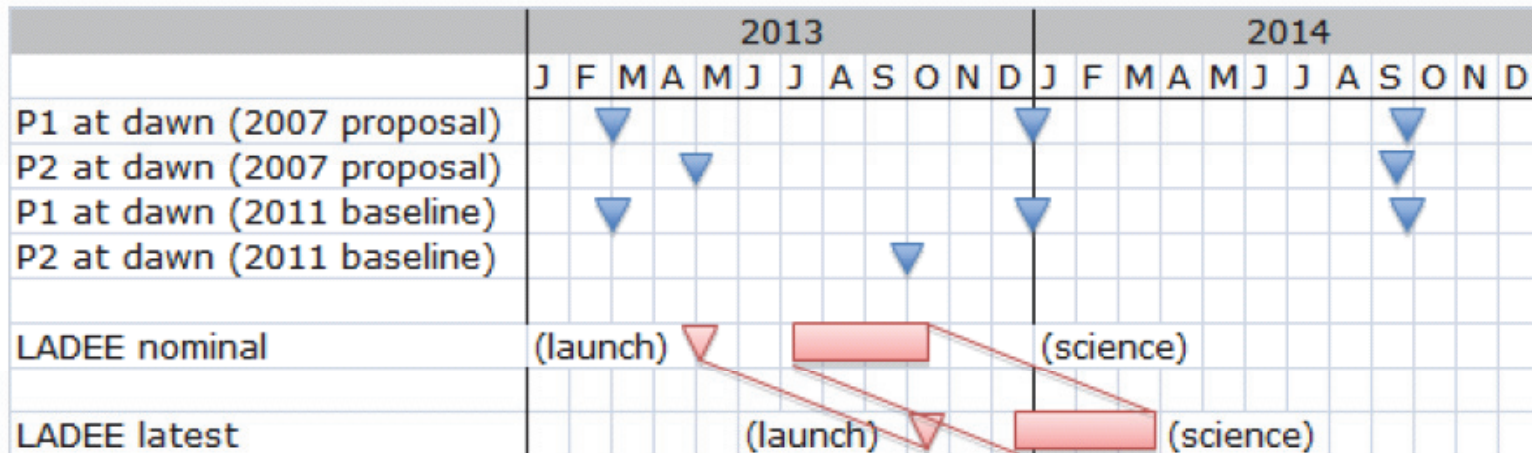 2013 2014
J F M A M J J A S O N D J F M A M J J A S O N D
P1 at dawn (2007 proposal)
P2 at dawn (2007 proposal)
P1 at dawn (2011 baseline)
P2 at dawn (2011 baseline)
LADEE nominal (launch) (science)
LADEE latest (launch) (science)